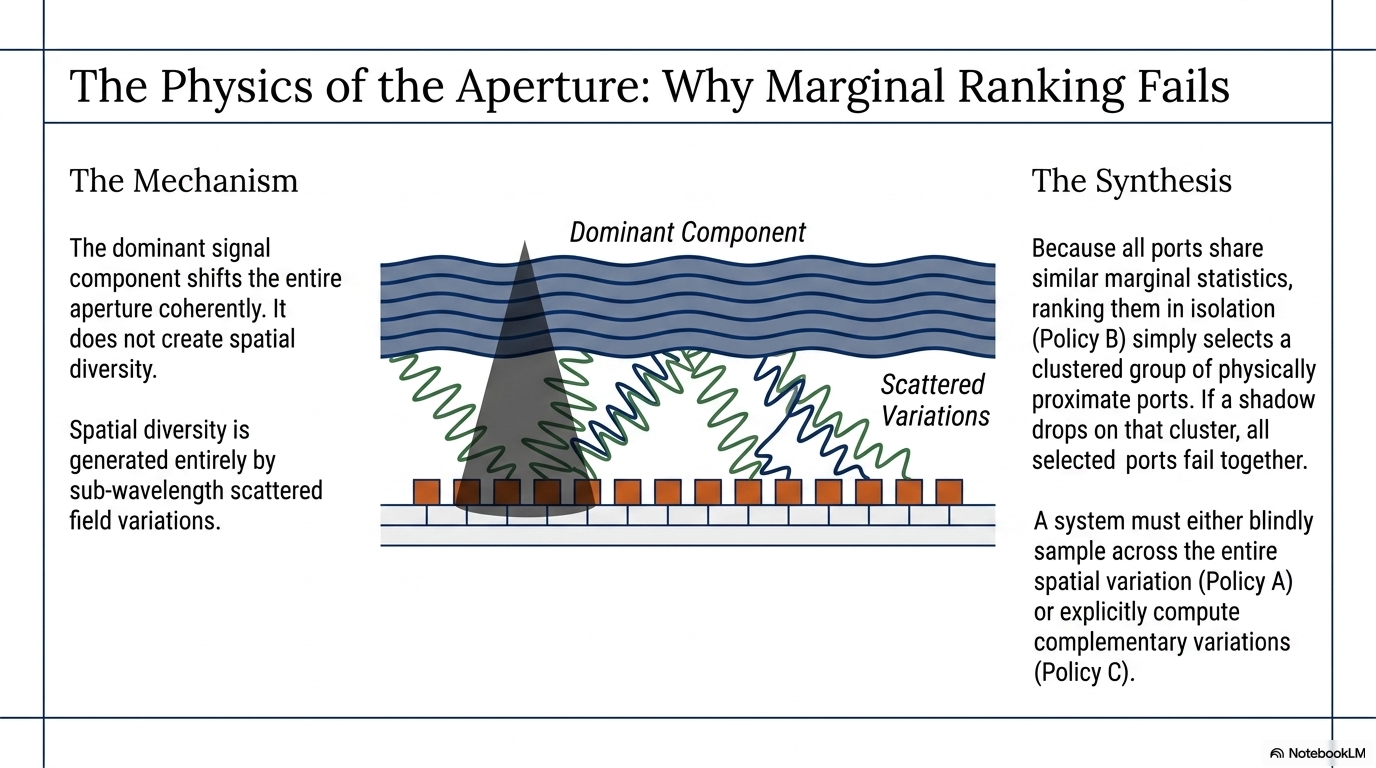 The Physics of the Aperture: Why Marginal Ranking Fails
The Mechanism
The dominant signal
component shifts the entire
aperture coherently. It
does not create spatial
diversity.
Spatial diversity is
generated entirely by
sub-wavelength scattered
field variations.
Dominant Component
Scattered
Variations
The Synthesis
Because all ports share
similar marginal statistics,
ranking them in isolation
(Policy B) simply selects a
clustered group of physically
proximate ports. If a shadow
drops on that cluster, all
selected ports fail together.
A system must either blindly
sample across the entire
spatial variation (Policy A)
or explicitly compute
complementary variations
(Policy C).
NotebookLM